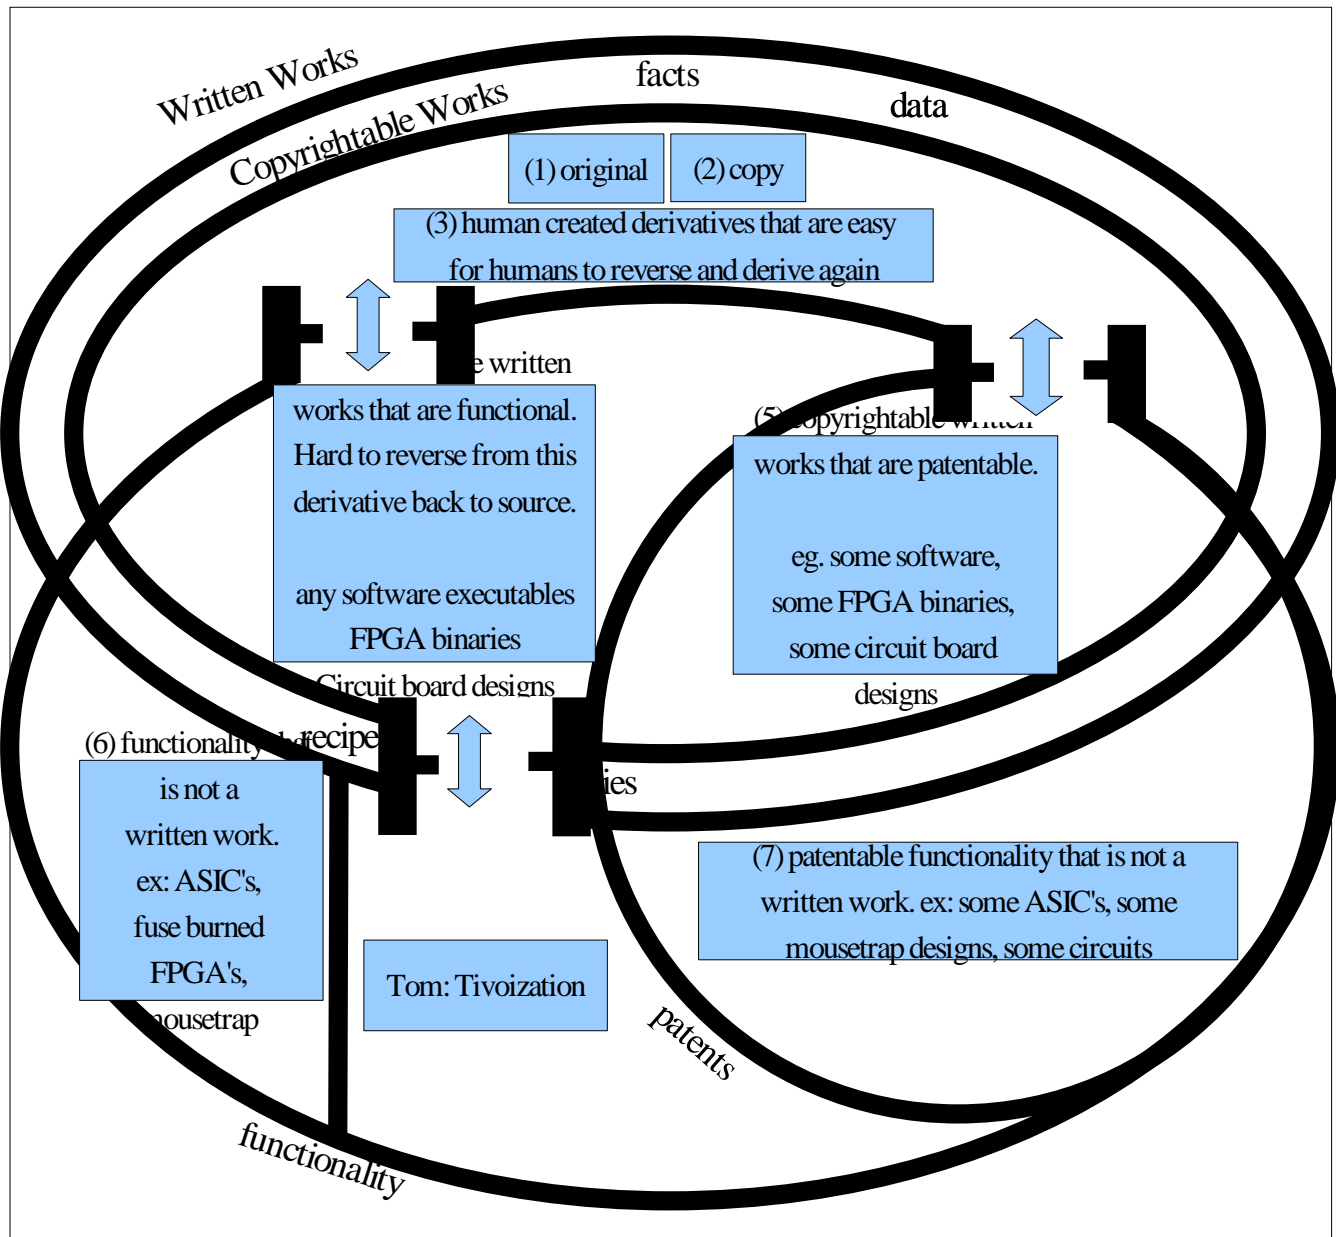 Written Works
facts
data
Copyrightable Works
(1) original
(2) copy
(3) human created derivatives that are easy
for humans to reverse and derive again
written
works that are functional.
Hard to reverse from this
derivative back to source.
any software executables
FPGA binaries
Circuit board designs
(5) copyrightable written
works that are patentable.
eg. some software,
some FPGA binaries,
some circuit board
designs
recipe
ies
(6) functionality that
is not a
written work.
ex: ASIC's,
fuse burned
FPGA's,
mousetrap
(7) patentable functionality that is not a
written work. ex: some ASIC's, some
mousetrap designs, some circuits
Tom: Tivoization
patents
functionality